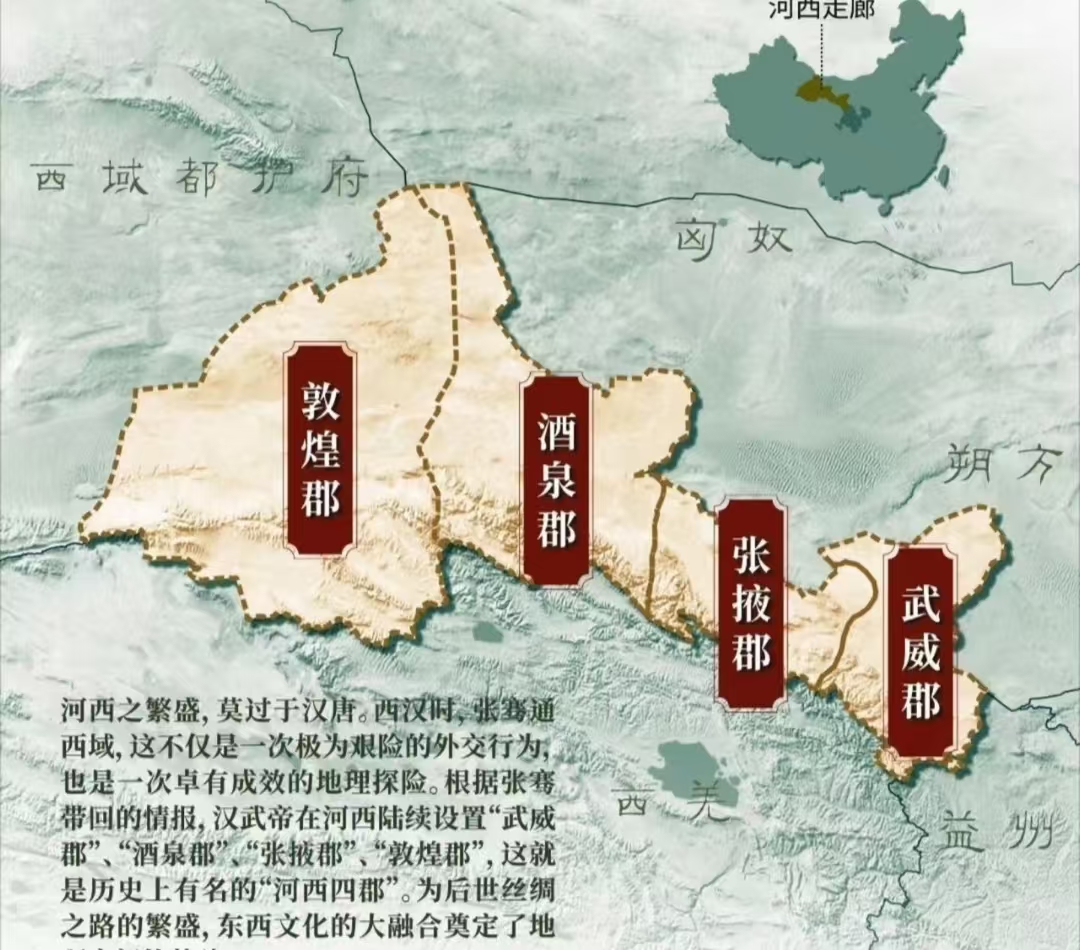 河西走廊
西域都护府
匈奴
敦煌郡
酒泉郡
朔方
张掖郡
武威郡
河西之繁盛，莫过于汉唐。西汉时，张骞通
西域，这不仅是一次极为艰险的外交行为，
也是一次卓有成效的地理探险。根据张骞
带回的情报，汉武帝在河西陆续设置“武威
郡”、“酒泉郡”、“张掖郡”、“敦煌郡”，这就
是历史上有名的“河西四郡”。为后世丝绸
之路的繁盛，东西文化的大融合奠定了地
西羌
益州